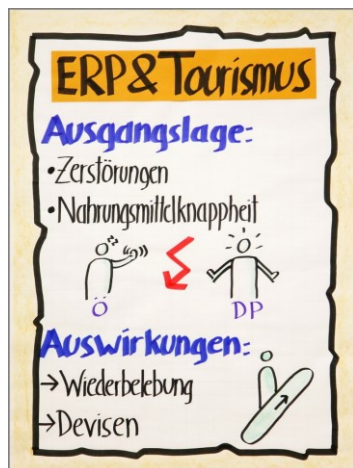 ERP & Tourismus
Ausgangslage:
• Zerstörungen
• Nahrungsmittelknappheit
Ö DP
Auswirkungen:
→ Wiederbelebung
→ Devisen